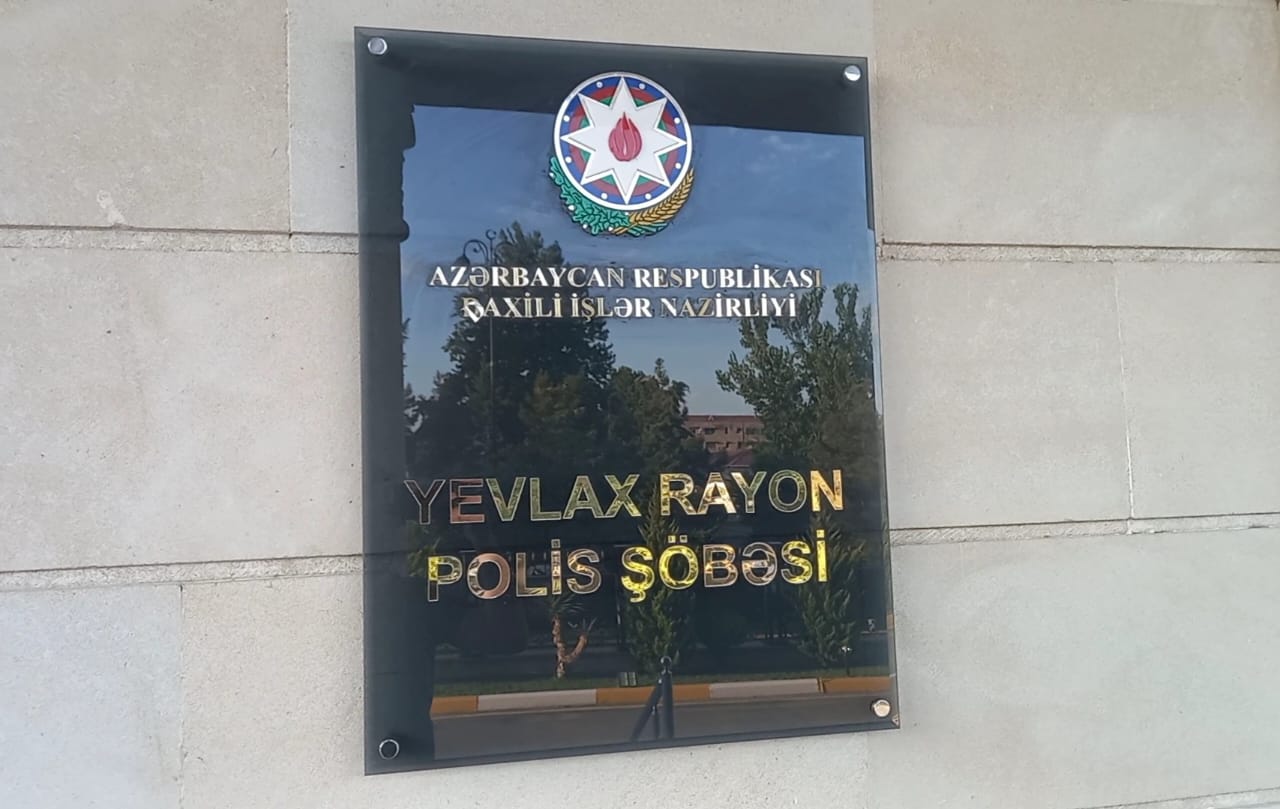 AZƏRBAYCAN RESPUBLİKASI
DAXİLİ İŞLƏR NAZİRLİYİ
YEVLAX RAYON
POLİS ŞÖBƏSİ